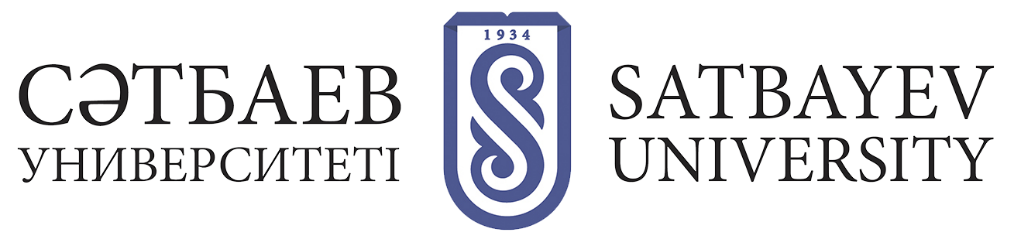 СӘТБАЕВ
УНИВЕРСИТЕТІ
1934
SATBAYEV
UNIVERSITY